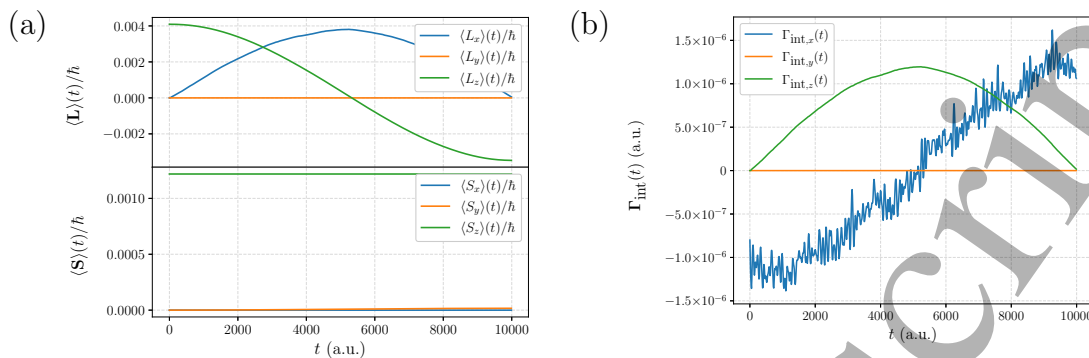 (a)
0.004
0.002
0.000
−0.002
⟨L⟩(t)/ℏ
⟨Lx⟩(t)/ℏ
⟨Ly⟩(t)/ℏ
⟨Lz⟩(t)/ℏ
0.0010
0.0005
0.0000
⟨S⟩(t)/ℏ
⟨Sx⟩(t)/ℏ
⟨Sy⟩(t)/ℏ
⟨Sz⟩(t)/ℏ
0 2000 4000 6000 8000 10000
t (a.u.)
(b)
1.5×10⁻⁶
1.0×10⁻⁶
5.0×10⁻⁷
0
−5.0×10⁻⁷
−1.0×10⁻⁶
−1.5×10⁻⁶
Γint(t) (a.u.)
Γint,x(t)
Γint,y(t)
Γint,z(t)
0 2000 4000 6000 8000 10000
t (a.u.)